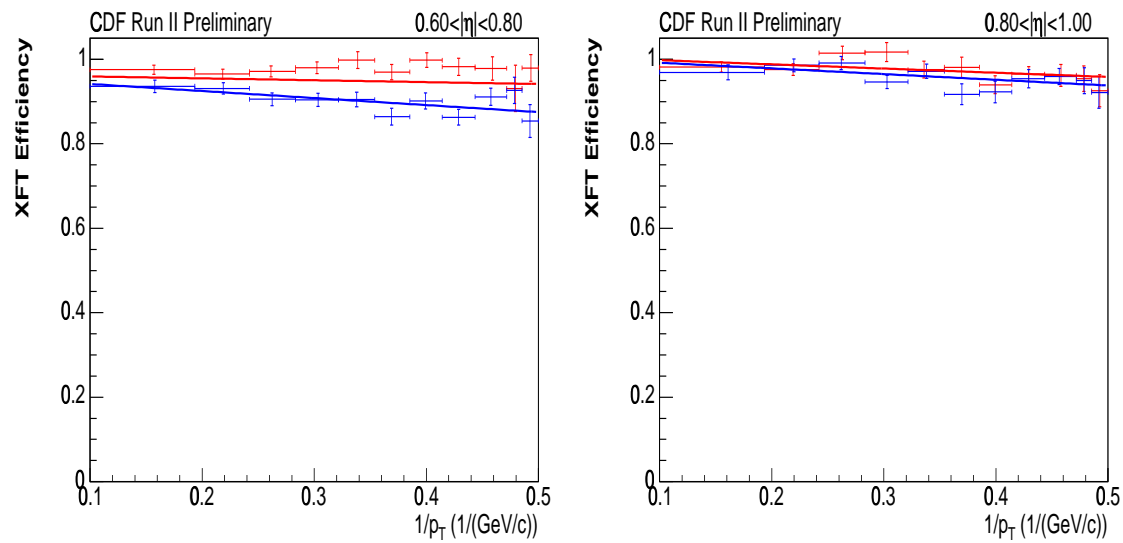 CDF Run II Preliminary
0.60<|η|<0.80
XFT Efficiency
1
0.8
0.6
0.4
0.2
0
0.1
0.2
0.3
0.4
0.5
1/p_T (1/(GeV/c))
CDF Run II Preliminary
0.80<|η|<1.00
XFT Efficiency
1
0.8
0.6
0.4
0.2
0
0.1
0.2
0.3
0.4
0.5
1/p_T (1/(GeV/c))